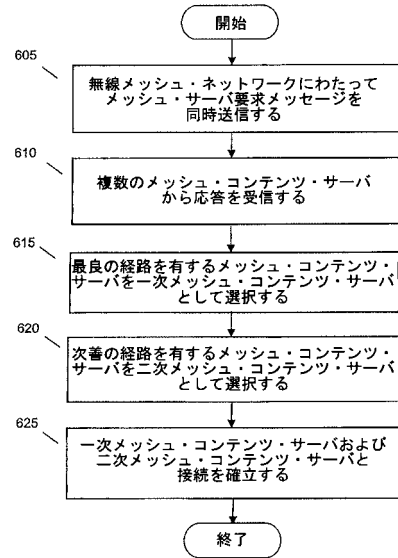 開始
605
無線メッシュ・ネットワークにわたって
メッシュ・サーバ要求メッセージを
同時送信する
610
複数のメッシュ・コンテンツ・サーバ
から応答を受信する
615
最良の経路を有するメッシュ・コンテンツ・
サーバを一次メッシュ・コンテンツ・サーバ
として選択する
620
次善の経路を有するメッシュ・コンテンツ・
サーバを二次メッシュ・コンテンツ・サーバ
として選択する
625
一次メッシュ・コンテンツ・サーバおよび
二次メッシュ・コンテンツ・サーバと
接続を確立する
終了